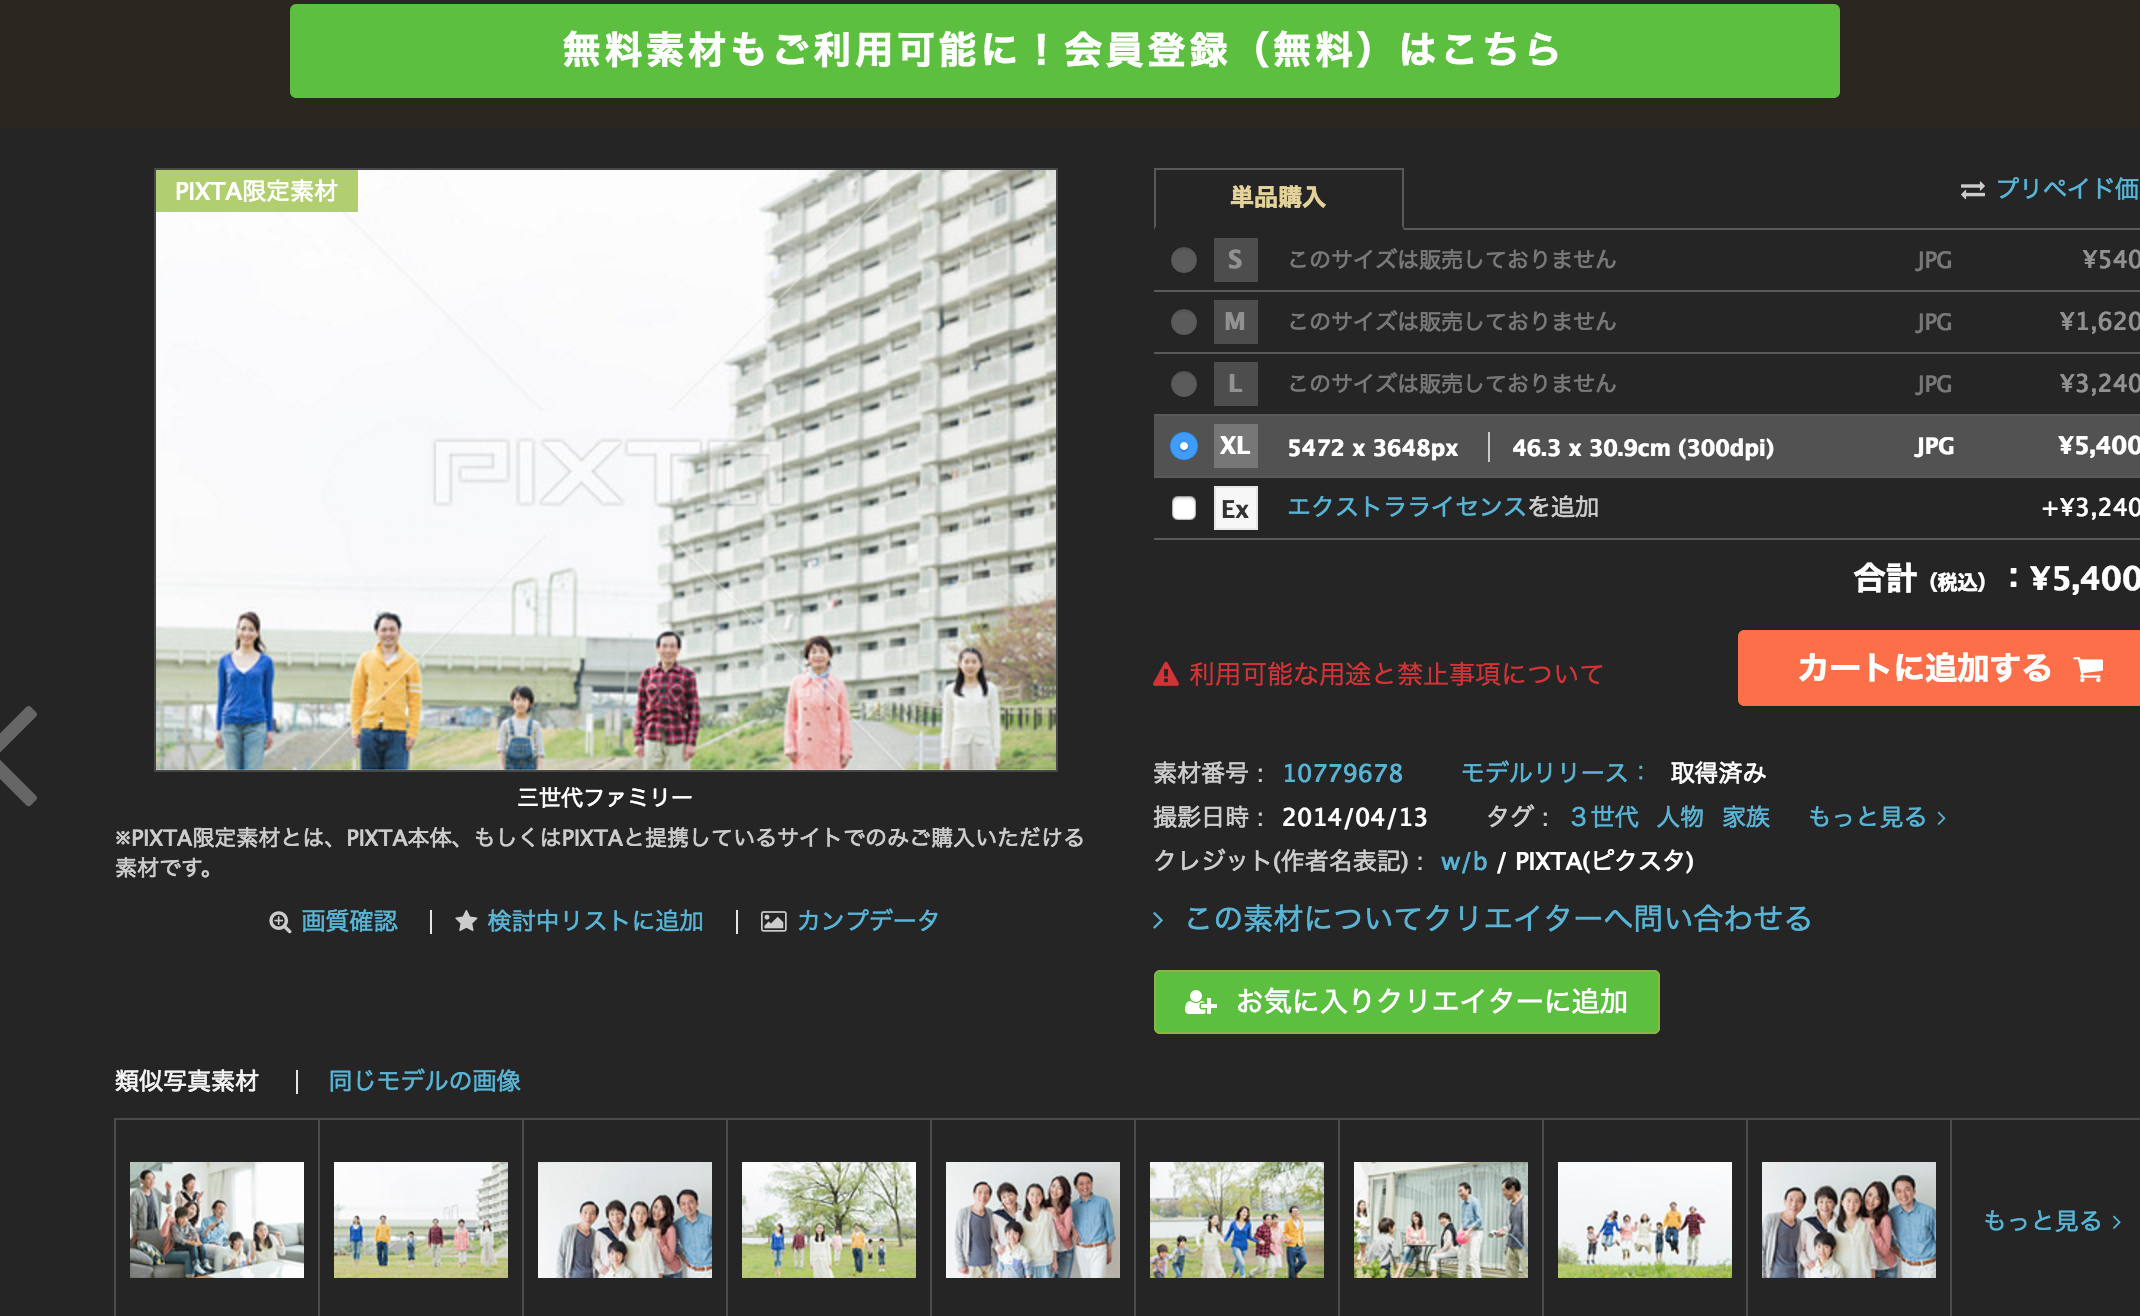 無料素材もご利用可能に！会員登録（無料）はこちら
PIXTA限定素材
PIXTA
三世代ファミリー
※PIXTA限定素材とは、PIXTA本体、もしくはPIXTAと提携しているサイトでのみご購入いただける
素材です。
画質確認 | 検討中リストに追加 | カンプデータ
単品購入
プリペイド価
S このサイズは販売しておりません JPG ¥540
M このサイズは販売しておりません JPG ¥1,620
L このサイズは販売しておりません JPG ¥3,240
XL 5472 x 3648px | 46.3 x 30.9cm (300dpi) JPG ¥5,400
Ex エクストラライセンスを追加 +¥3,240
合計（税込）：¥5,400
利用可能な用途と禁止事項について
カートに追加する
素材番号： 10779678 モデルリリース： 取得済み
撮影日時： 2014/04/13 タグ： ３世代 人物 家族 もっと見る ›
クレジット(作者名表記)： w/b / PIXTA(ピクスタ)
› この素材についてクリエイターへ問い合わせる
お気に入りクリエイターに追加
類似写真素材 | 同じモデルの画像
もっと見る ›